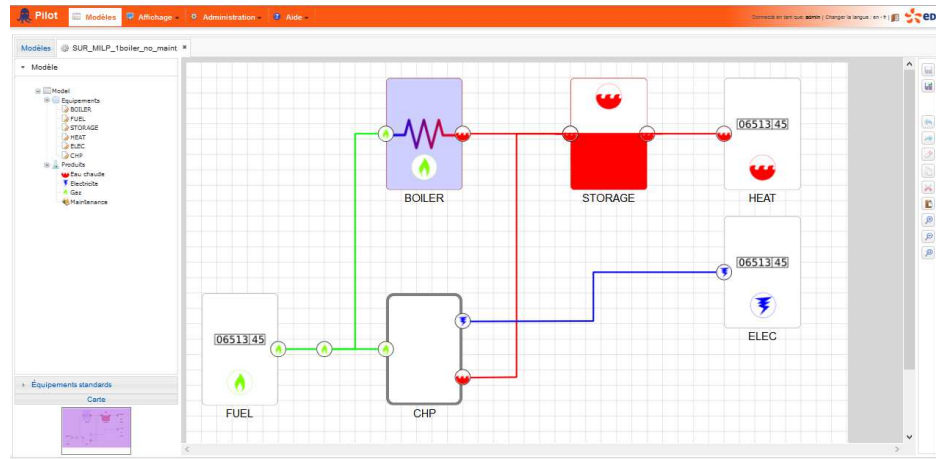 Pilot Modèles Affichage Administration Aide Connecté en tant que: admin | Changer la langue : en - fr |
Modèles SUR_MILP_1boiler_no_maint
Modèle
Model
Equipements
BOILER
FUEL
STORAGE
HEAT
ELEC
CHP
Produits
Eau chaude
Electricite
Gaz
Maintenance
06513 45
BOILER
STORAGE
HEAT
06513 45
ELEC
06513 45
FUEL
CHP
Équipements standards
Carte